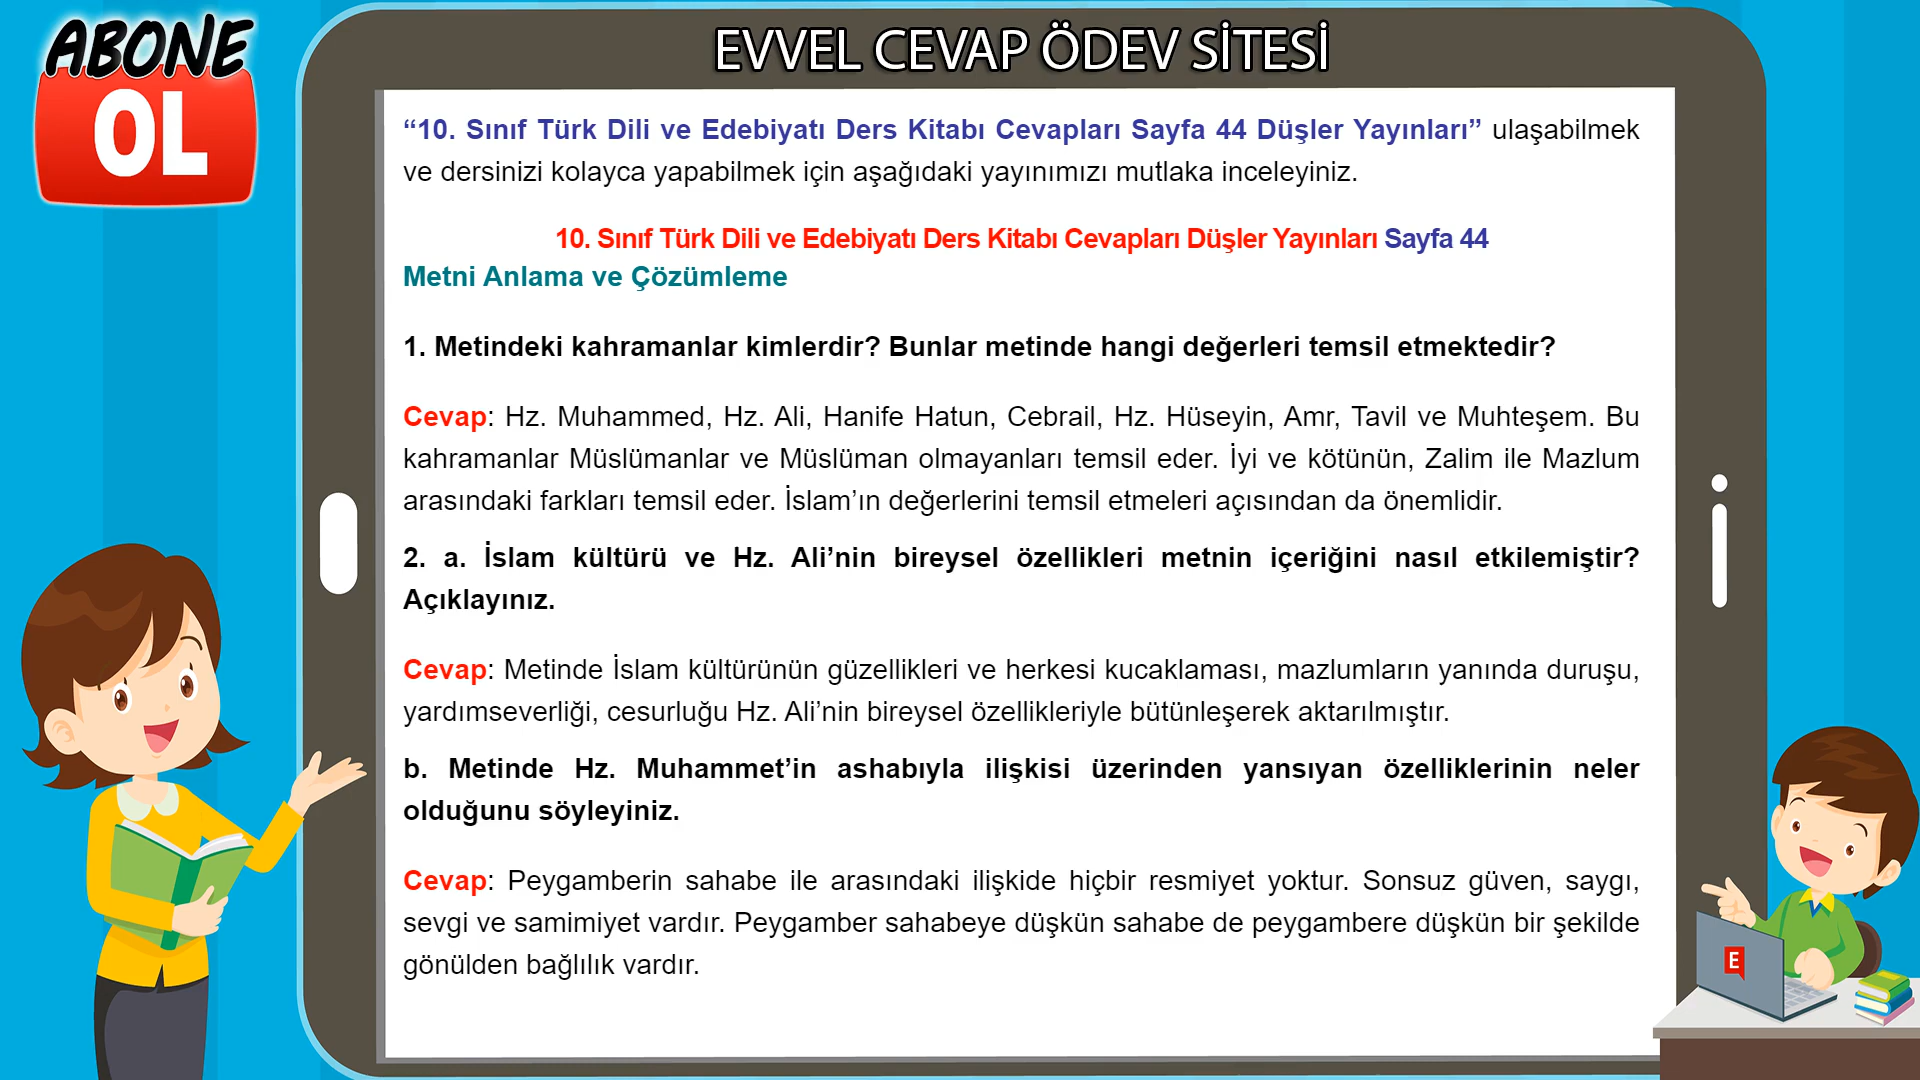 ABONE
OL
EVVEL CEVAP ÖDEV SİTESİ
“10. Sınıf Türk Dili ve Edebiyatı Ders Kitabı Cevapları Sayfa 44 Düşler Yayınları” ulaşabilmek
ve dersinizi kolayca yapabilmek için aşağıdaki yayınımızı mutlaka inceleyiniz.
10. Sınıf Türk Dili ve Edebiyatı Ders Kitabı Cevapları Düşler Yayınları Sayfa 44
Metni Anlama ve Çözümleme
1. Metindeki kahramanlar kimlerdir? Bunlar metinde hangi değerleri temsil etmektedir?
Cevap: Hz. Muhammed, Hz. Ali, Hanife Hatun, Cebrail, Hz. Hüseyin, Amr, Tavil ve Muhteşem. Bu
kahramanlar Müslümanlar ve Müslüman olmayanları temsil eder. İyi ve kötünün, Zalim ile Mazlum
arasındaki farkları temsil eder. İslam’ın değerlerini temsil etmeleri açısından da önemlidir.
2. a. İslam kültürü ve Hz. Ali’nin bireysel özellikleri metnin içeriğini nasıl etkilemiştir?
Açıklayınız.
Cevap: Metinde İslam kültürünün güzellikleri ve herkesi kucaklaması, mazlumların yanında duruşu,
yardımseverliği, cesurluğu Hz. Ali’nin bireysel özellikleriyle bütünleşerek aktarılmıştır.
b. Metinde Hz. Muhammet’in ashabıyla ilişkisi üzerinden yansıyan özelliklerinin neler
olduğunu söyleyiniz.
Cevap: Peygamberin sahabe ile arasındaki ilişkide hiçbir resmiyet yoktur. Sonsuz güven, saygı,
sevgi ve samimiyet vardır. Peygamber sahabeye düşkün sahabe de peygambere düşkün bir şekilde
gönülden bağlılık vardır.
E